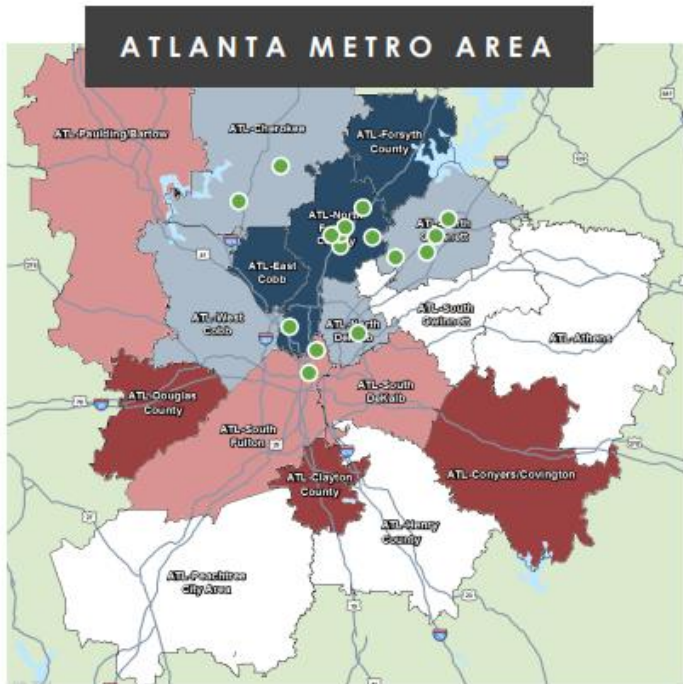 ATLANTA METRO AREA
ATL-Paulding/Bartow
ATL-Cherokee
ATL-Forsyth
County
ATL-North
ATL-East
Cobb
ATL-West
Cobb
ATL-North
ATL-South
Gwinnett
ATL-Athens
ATL-Douglas
County
ATL-South
Fulton
ATL-South
DeKalb
ATL-Clayton
County
ATL-Conyers/Covington
ATL-Henry
County
ATL-Peachtree
City Area